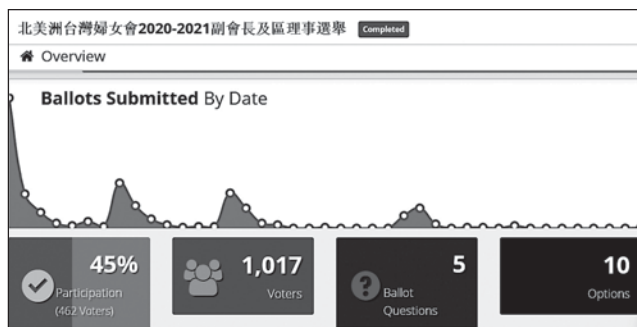 北美洲台灣婦女會2020-2021副會長及區理事選舉 Completed
Overview
Ballots Submitted By Date
45%
Participation
(462 Voters)
1,017
Voters
5
Ballot
Questions
10
Options